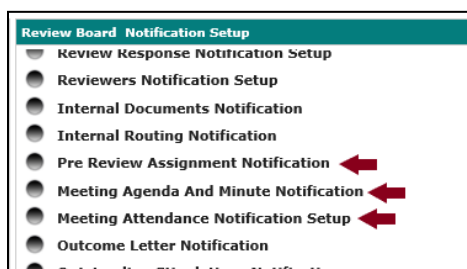 Review Board Notification Setup
Review Response Notification Setup
Reviewers Notification Setup
Internal Documents Notification
Internal Routing Notification
Pre Review Assignment Notification
Meeting Agenda And Minute Notification
Meeting Attendance Notification Setup
Outcome Letter Notification